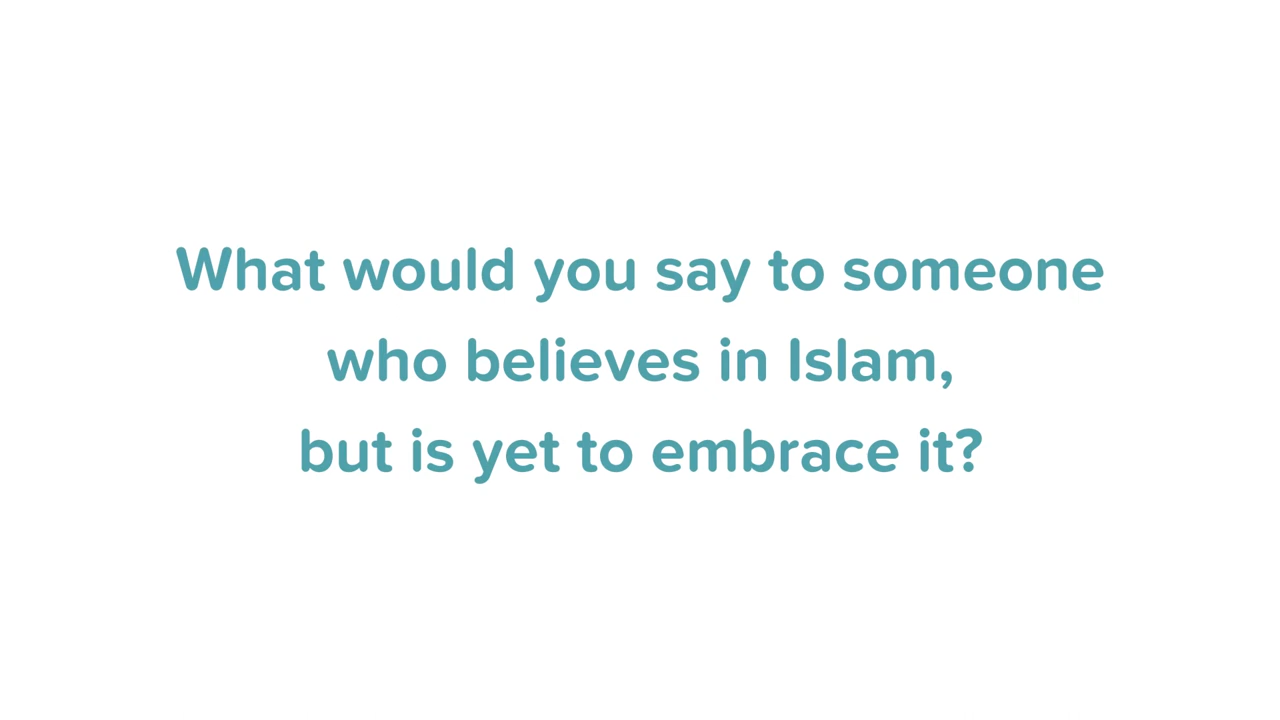 What would you say to someone
who believes in Islam,
but is yet to embrace it?